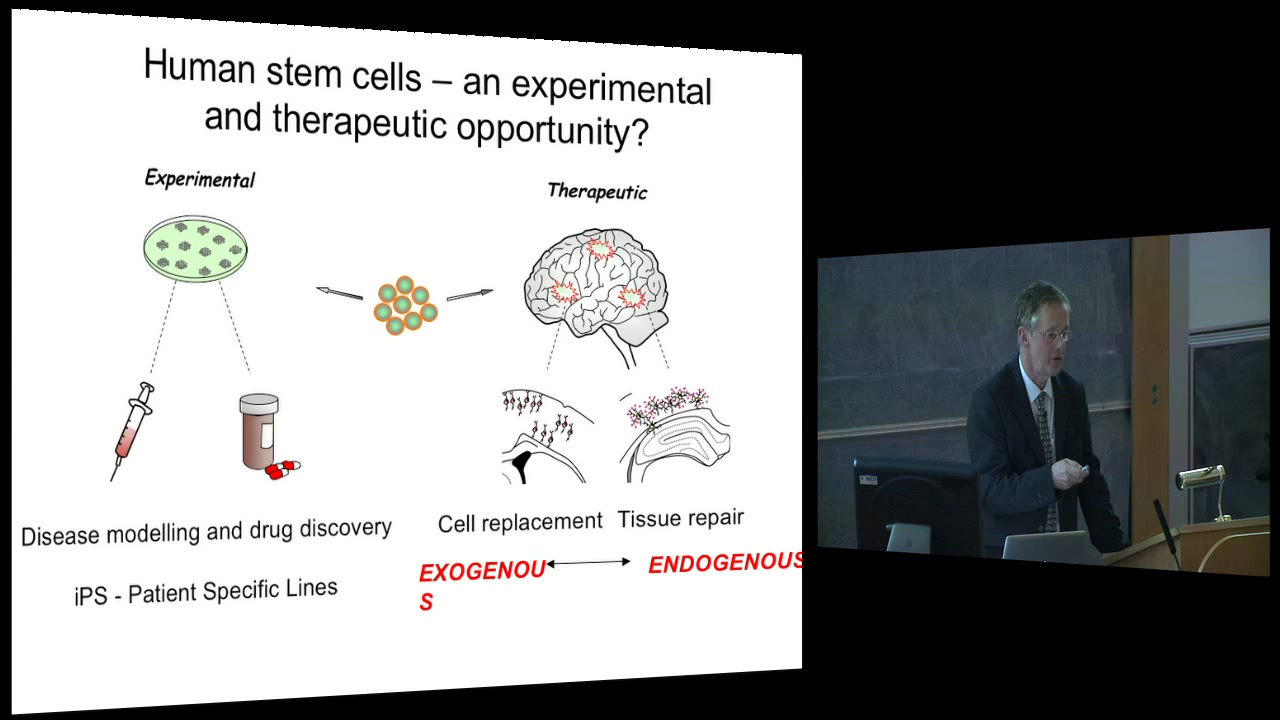 Human stem cells – an experimental
and therapeutic opportunity?
Experimental
Therapeutic
Disease modelling and drug discovery
Cell replacement Tissue repair
EXOGENOU
S
ENDOGENOUS
iPS - Patient Specific Lines